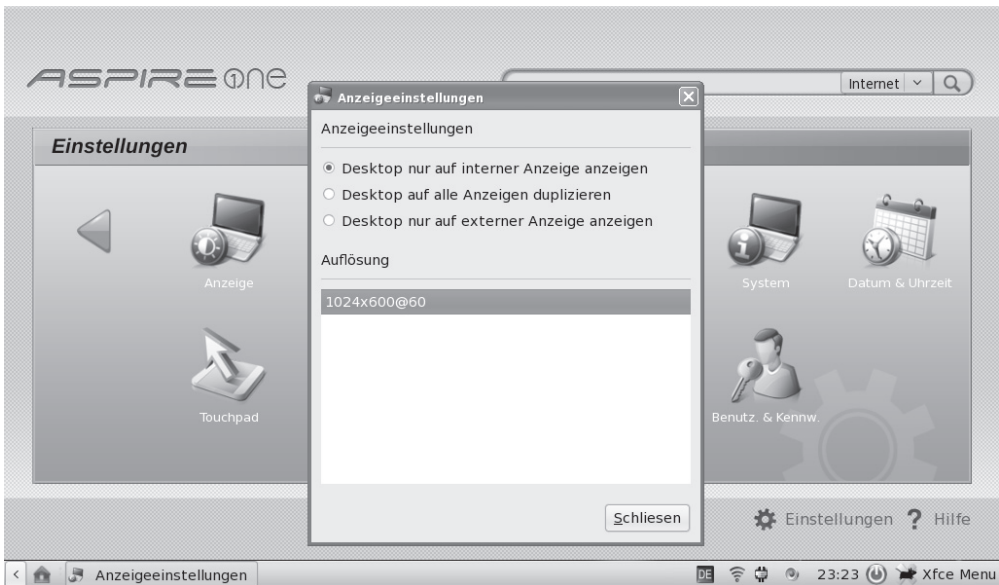 ASPIRE one
Internet
Anzeigeeinstellungen
Anzeigeeinstellungen
Desktop nur auf interner Anzeige anzeigen
Desktop auf alle Anzeigen duplizieren
Desktop nur auf externer Anzeige anzeigen
Auflösung
1024x600@60
Schliesen
Einstellungen
Anzeige
System
Datum & Uhrzeit
Touchpad
Benutz. & Kennw.
Einstellungen ? Hilfe
Anzeigeeinstellungen
DE
23:23
Xfce Menu